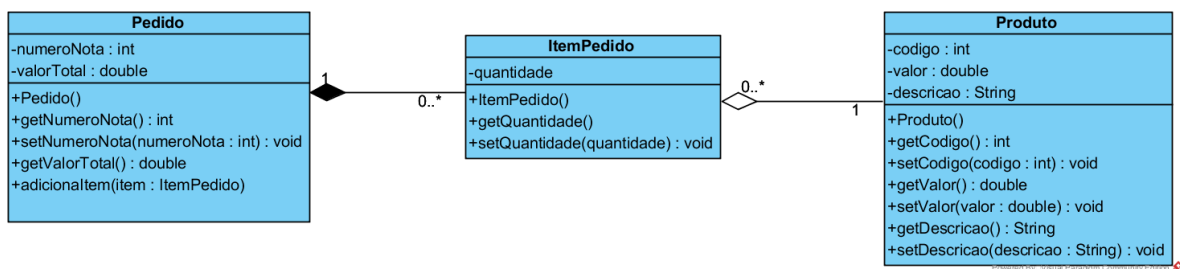 Pedido
-numeroNota : int
-valorTotal : double
+Pedido()
+getNumeroNota() : int
+setNumeroNota(numeroNota : int) : void
+getValorTotal() : double
+adicionaItem(item : ItemPedido)
1
0..*
ItemPedido
-quantidade
+ItemPedido()
+getQuantidade()
+setQuantidade(quantidade) : void
0..*
1
Produto
-codigo : int
-valor : double
-descricao : String
+Produto()
+getCodigo() : int
+setCodigo(codigo : int) : void
+getValor() : double
+setValor(valor : double) : void
+getDescricao() : String
+setDescricao(descricao : String) : void